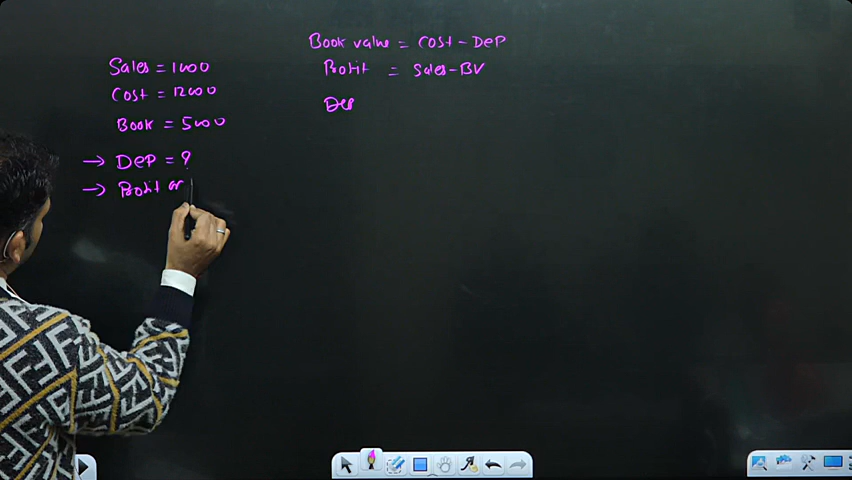 Sales = 1000
Cost = 12000
Book = 5000
→ DeP = ?
→ Profit or
Book value = Cost - DeP
Profit = Sales - BV
Dep